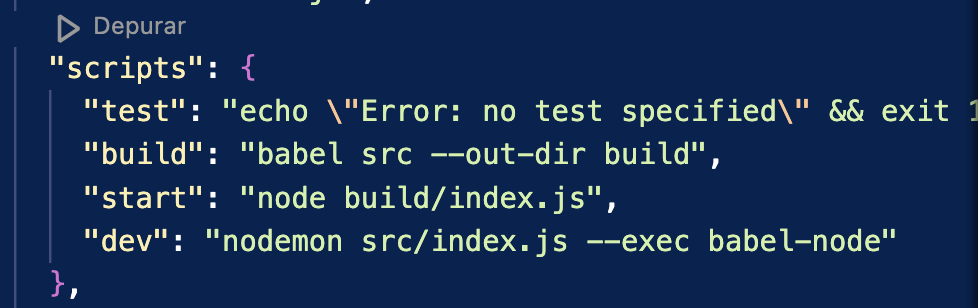 Depurar
"scripts": {
"test": "echo \"Error: no test specified\" && exit 1
"build": "babel src --out-dir build",
"start": "node build/index.js",
"dev": "nodemon src/index.js --exec babel-node"
},